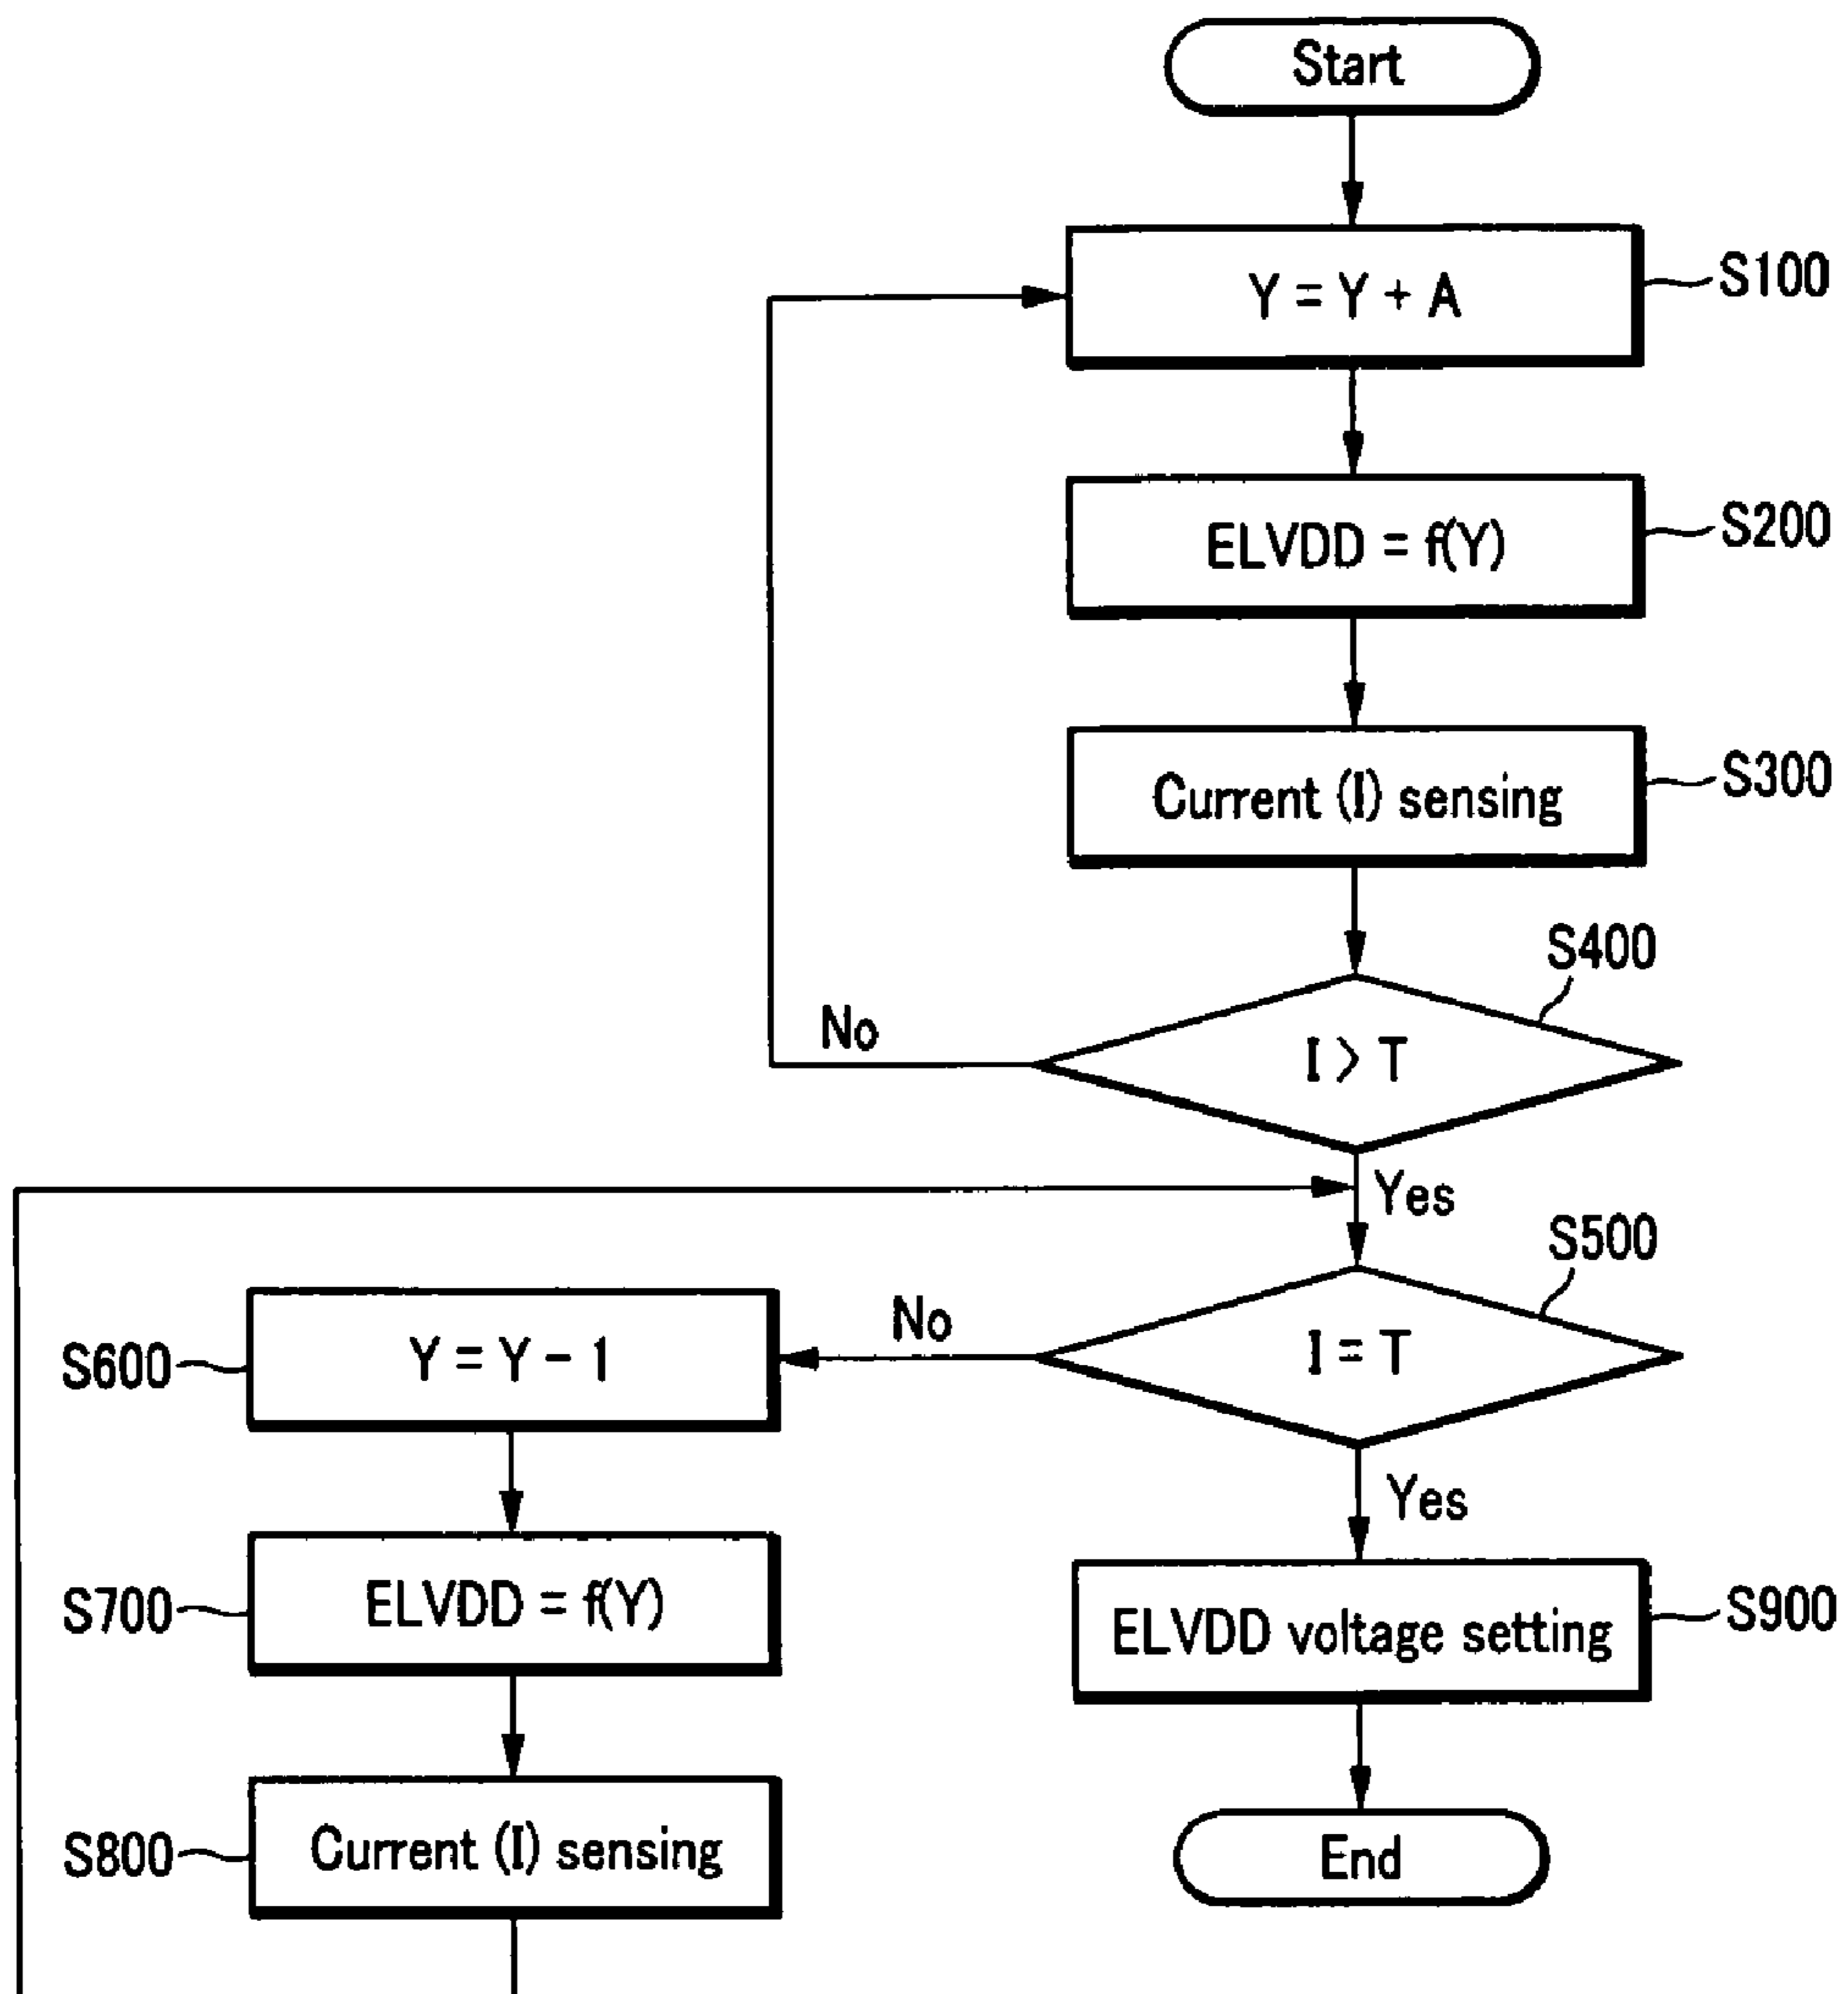 Start
Y = Y + A
S100
ELVDD = f(Y)
S200
Current (I) sensing
S300
S400
I > T
No
Yes
S500
I = T
No
Y = Y - 1
S600
Yes
ELVDD = f(Y)
S700
ELVDD voltage setting
S900
Current (I) sensing
S800
End